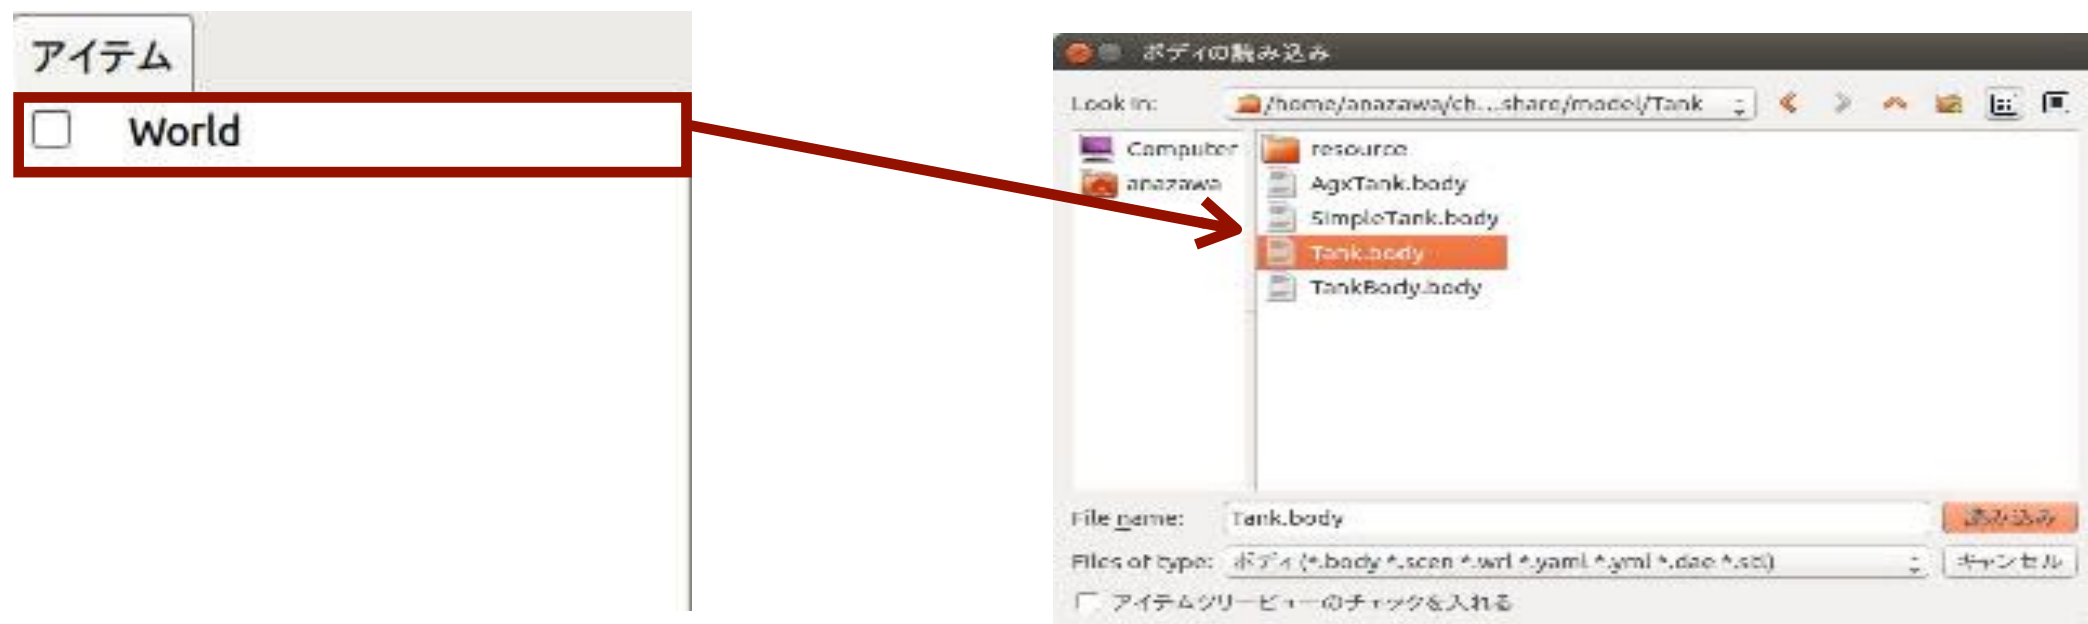 アイテム
World
ボディの読み込み
Look in:
/home/anazawa/ch...share/model/Tank
Computer
anazawa
resource
AgxTank.body
SimpleTank.body
Tank.body
TankBody.body
File name:
Tank.body
読み込み
Files of type:
ボディ (*.body *.scen *.wrl *.yaml *.yml *.dae *.stl)
キャンセル
アイテムツリービューのチェックを入れる